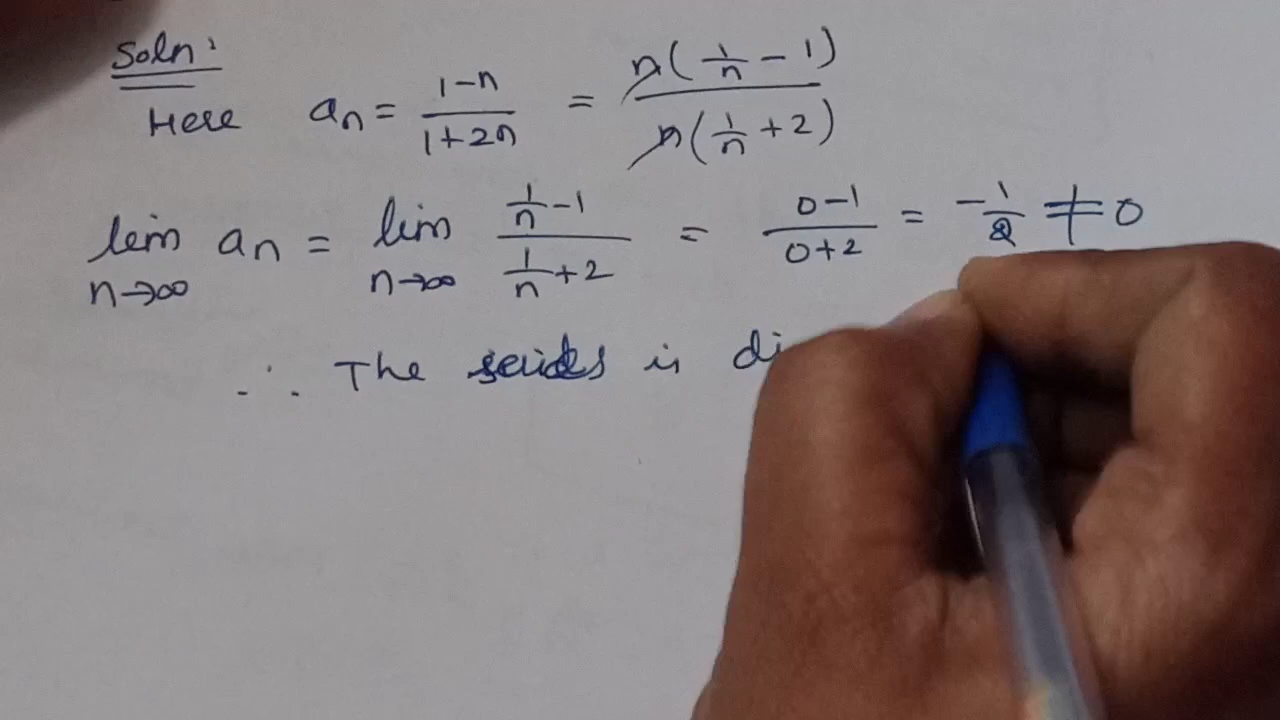 Soln:
Here aₙ = (1-n)/(1+2n) = n(1/n - 1)/n(1/n + 2)
lim n→∞ aₙ = lim n→∞ (1/n - 1)/(1/n + 2) = (0-1)/(0+2) = -1/2 ≠ 0
∴ The series is di